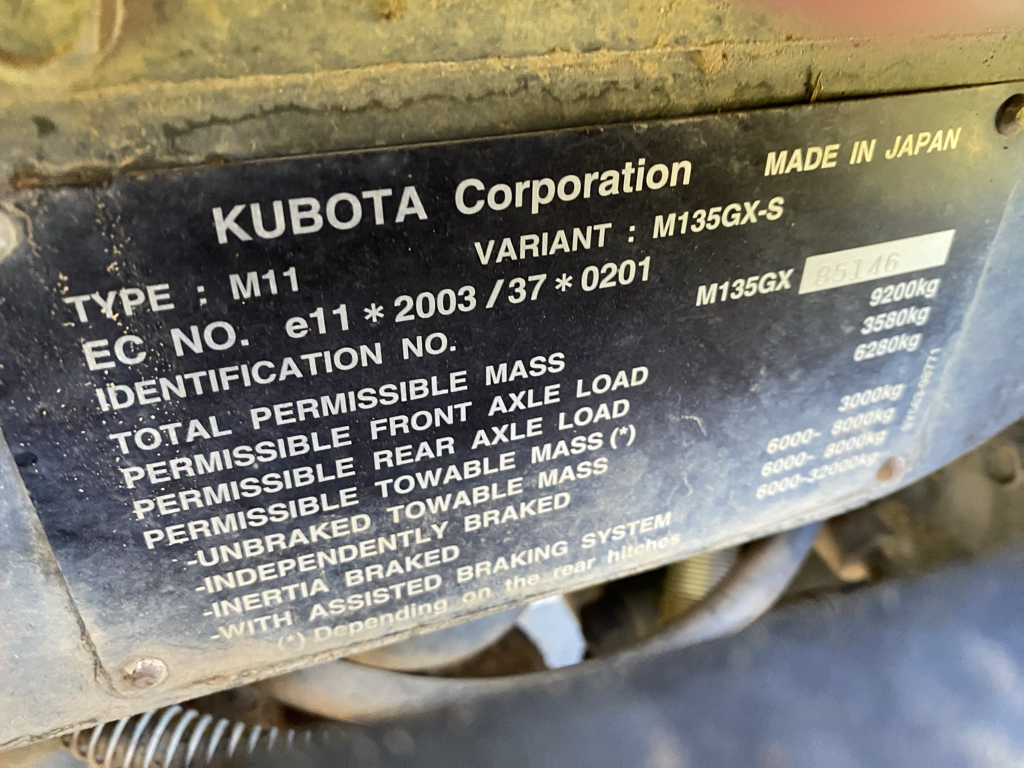 KUBOTA Corporation MADE IN JAPAN
TYPE : M11 VARIANT : M135GX-S
EC NO. e11*2003/37*0201
IDENTIFICATION NO. M135GX 85146
TOTAL PERMISSIBLE MASS 9200kg
PERMISSIBLE FRONT AXLE LOAD 3580kg
PERMISSIBLE REAR AXLE LOAD 6280kg
PERMISSIBLE TOWABLE MASS (*)
-UNBRAKED TOWABLE MASS 3000kg
-INDEPENDENTLY BRAKED 6000- 8000kg
-INERTIA BRAKED 6000- 8000kg
-WITH ASSISTED BRAKING SYSTEM 6000-32000kg
(*) Depending on the rear hitches